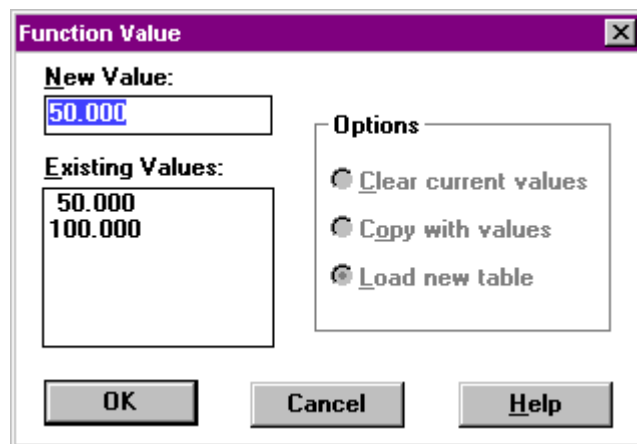 Function Value
New Value:
50.000
Existing Values:
50.000
100.000
Options
Clear current values
Copy with values
Load new table
OK
Cancel
Help